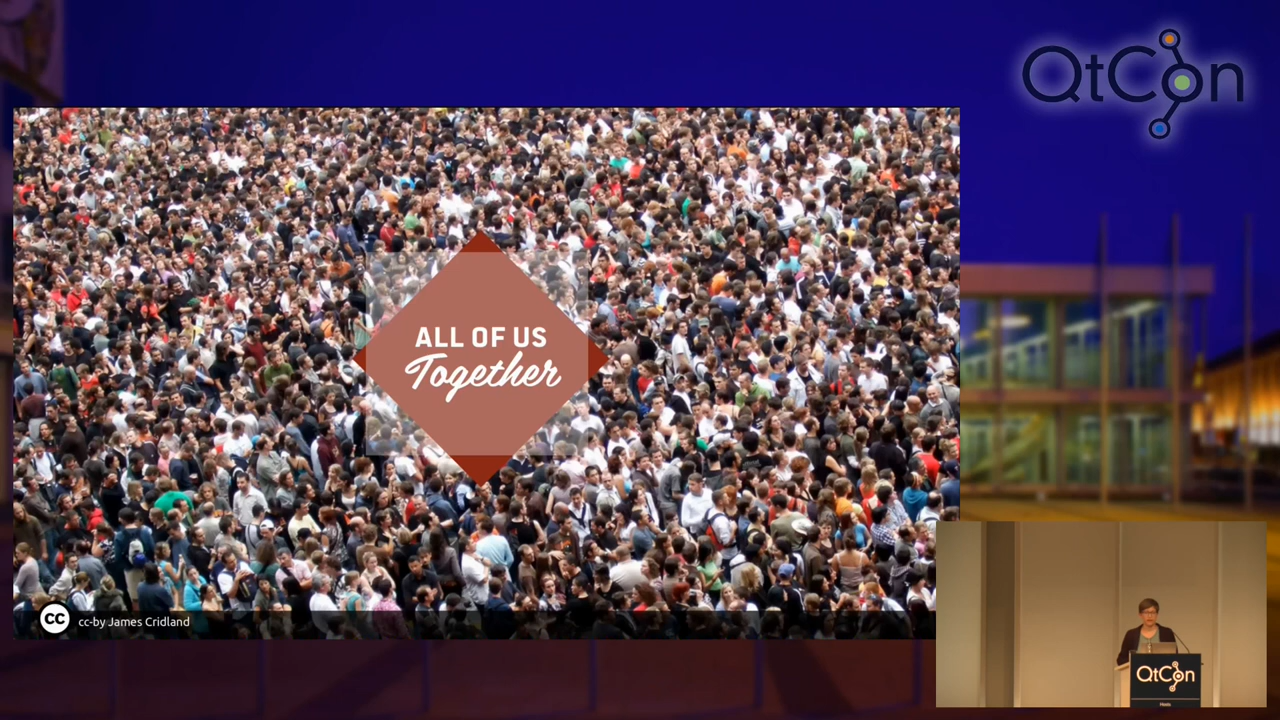 QtCon
ALL OF US
Together
cc
cc-by James Cridland
QtCon